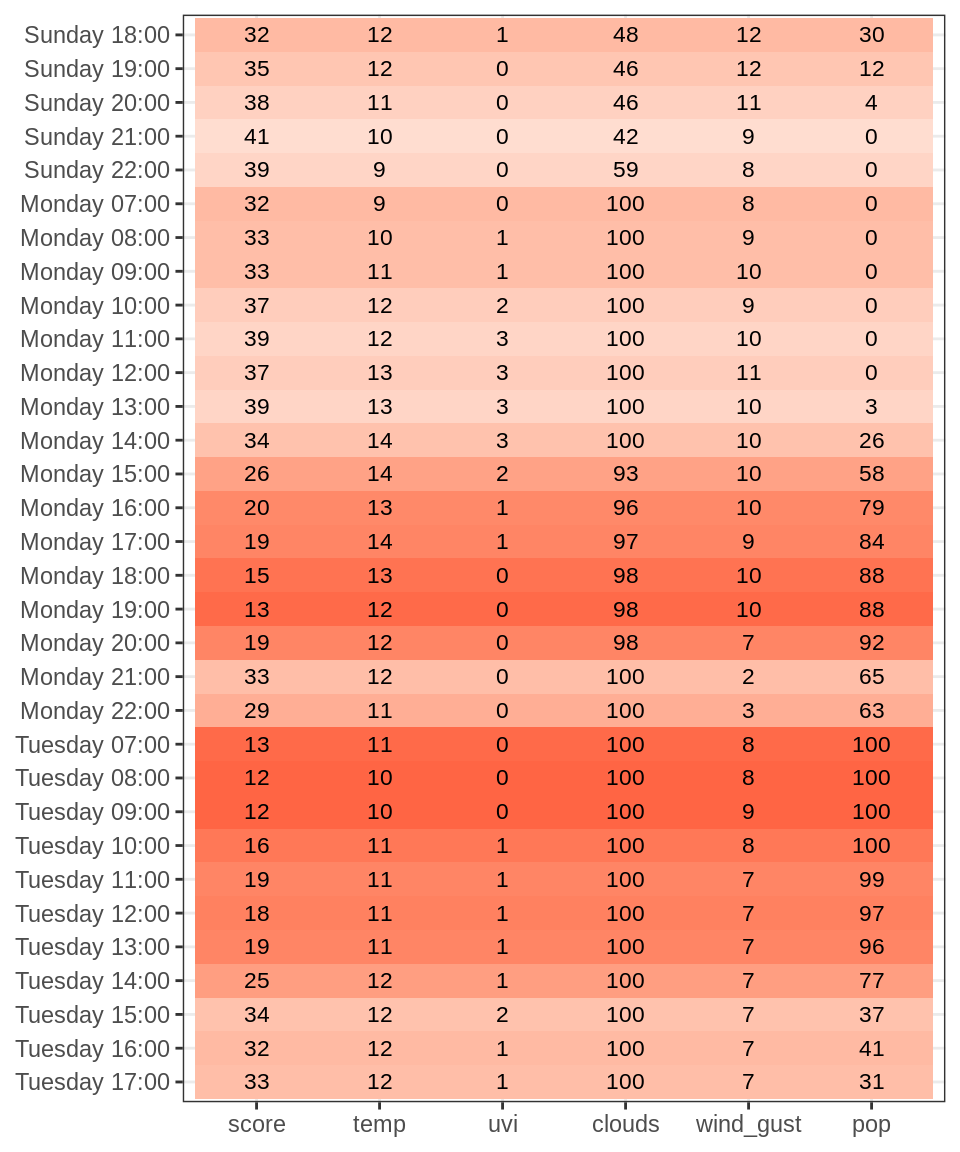 Sunday 18:00 32 12 1 48 12 30
Sunday 19:00 35 12 0 46 12 12
Sunday 20:00 38 11 0 46 11 4
Sunday 21:00 41 10 0 42 9 0
Sunday 22:00 39 9 0 59 8 0
Monday 07:00 32 9 0 100 8 0
Monday 08:00 33 10 1 100 9 0
Monday 09:00 33 11 1 100 10 0
Monday 10:00 37 12 2 100 9 0
Monday 11:00 39 12 3 100 10 0
Monday 12:00 37 13 3 100 11 0
Monday 13:00 39 13 3 100 10 3
Monday 14:00 34 14 3 100 10 26
Monday 15:00 26 14 2 93 10 58
Monday 16:00 20 13 1 96 10 79
Monday 17:00 19 14 1 97 9 84
Monday 18:00 15 13 0 98 10 88
Monday 19:00 13 12 0 98 10 88
Monday 20:00 19 12 0 98 7 92
Monday 21:00 33 12 0 100 2 65
Monday 22:00 29 11 0 100 3 63
Tuesday 07:00 13 11 0 100 8 100
Tuesday 08:00 12 10 0 100 8 100
Tuesday 09:00 12 10 0 100 9 100
Tuesday 10:00 16 11 1 100 8 100
Tuesday 11:00 19 11 1 100 7 99
Tuesday 12:00 18 11 1 100 7 97
Tuesday 13:00 19 11 1 100 7 96
Tuesday 14:00 25 12 1 100 7 77
Tuesday 15:00 34 12 2 100 7 37
Tuesday 16:00 32 12 1 100 7 41
Tuesday 17:00 33 12 1 100 7 31
score temp uvi clouds wind_gust pop